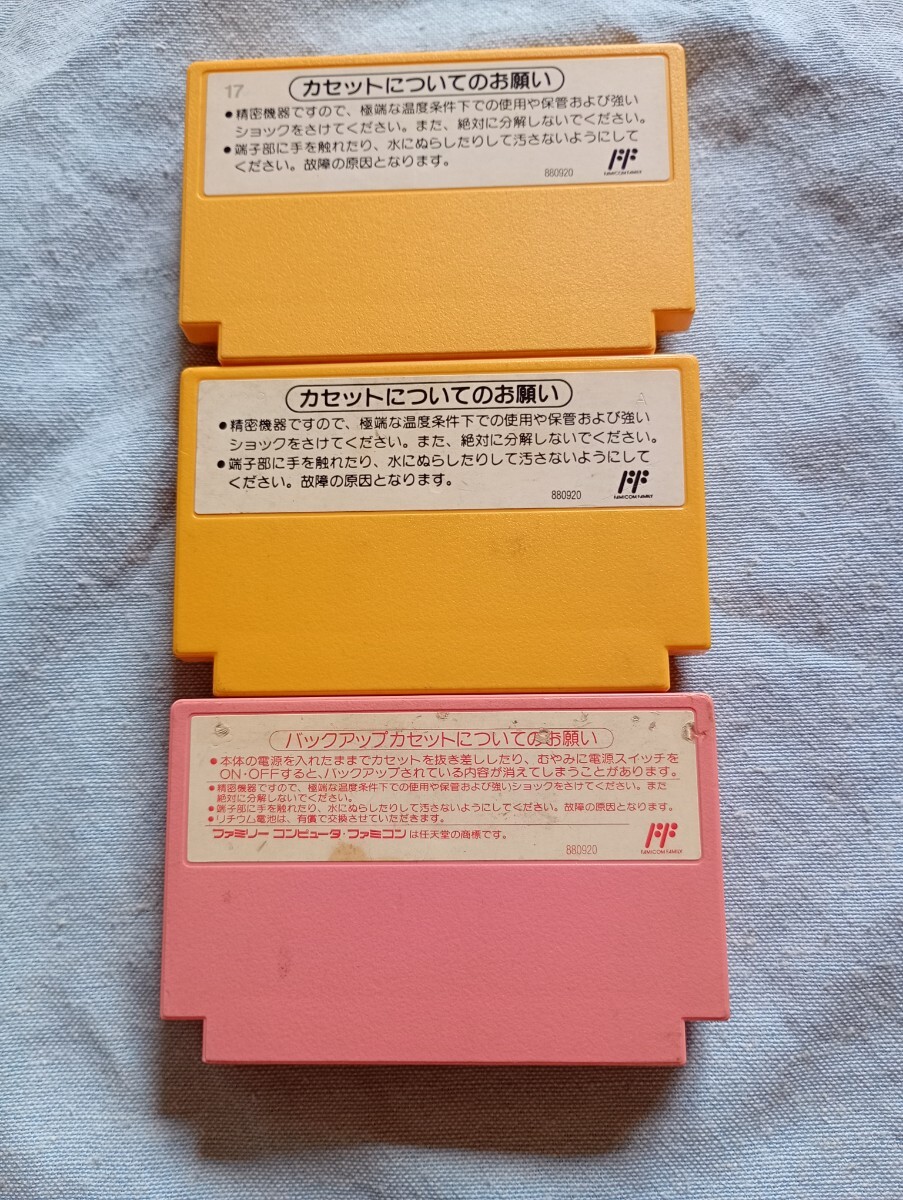 17
カセットについてのお願い
●精密機器ですので、極端な温度条件下での使用や保管および強い
ショックをさけてください。また、絶対に分解しないでください。
●端子部に手を触れたり、水にぬらしたりして汚さないようにして
ください。故障の原因となります。
880920
FAMICOM FAMILY
カセットについてのお願い
A
●精密機器ですので、極端な温度条件下での使用や保管および強い
ショックをさけてください。また、絶対に分解しないでください。
●端子部に手を触れたり、水にぬらしたりして汚さないようにして
ください。故障の原因となります。
880920
FAMICOM FAMILY
バックアップカセットについてのお願い
●本体の電源を入れたままでカセットを抜き差ししたり、むやみに電源スイッチを
ON・OFFすると、バックアップされている内容が消えてしまうことがあります。
●精密機器ですので、極端な温度条件下での使用や保管および強いショックをさけてください。また
絶対に分解しないでください。
●端子部に手を触れたり、水にぬらしたりして汚さないようにしてください。故障の原因となります。
●リチウム電池は、有償で交換させていただきます。
ファミリー コンピュータ・ファミコン は任天堂の商標です。
880920
FAMICOM FAMILY